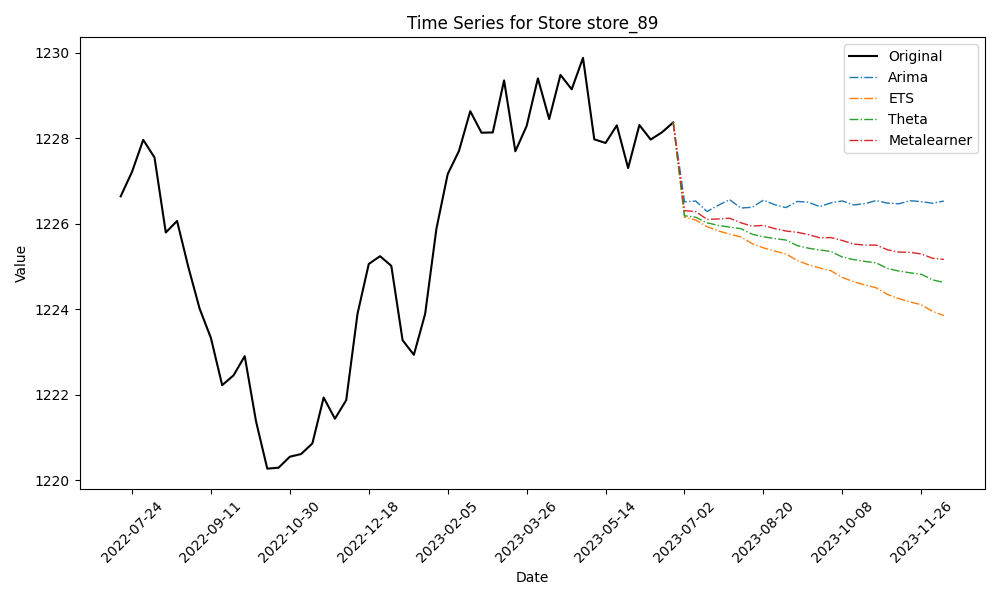 Time Series for Store store_89
Value
1230
1228
1226
1224
1222
1220
Original
Arima
ETS
Theta
Metalearner
2022-07-24
2022-09-11
2022-10-30
2022-12-18
2023-02-05
2023-03-26
2023-05-14
2023-07-02
2023-08-20
2023-10-08
2023-11-26
Date